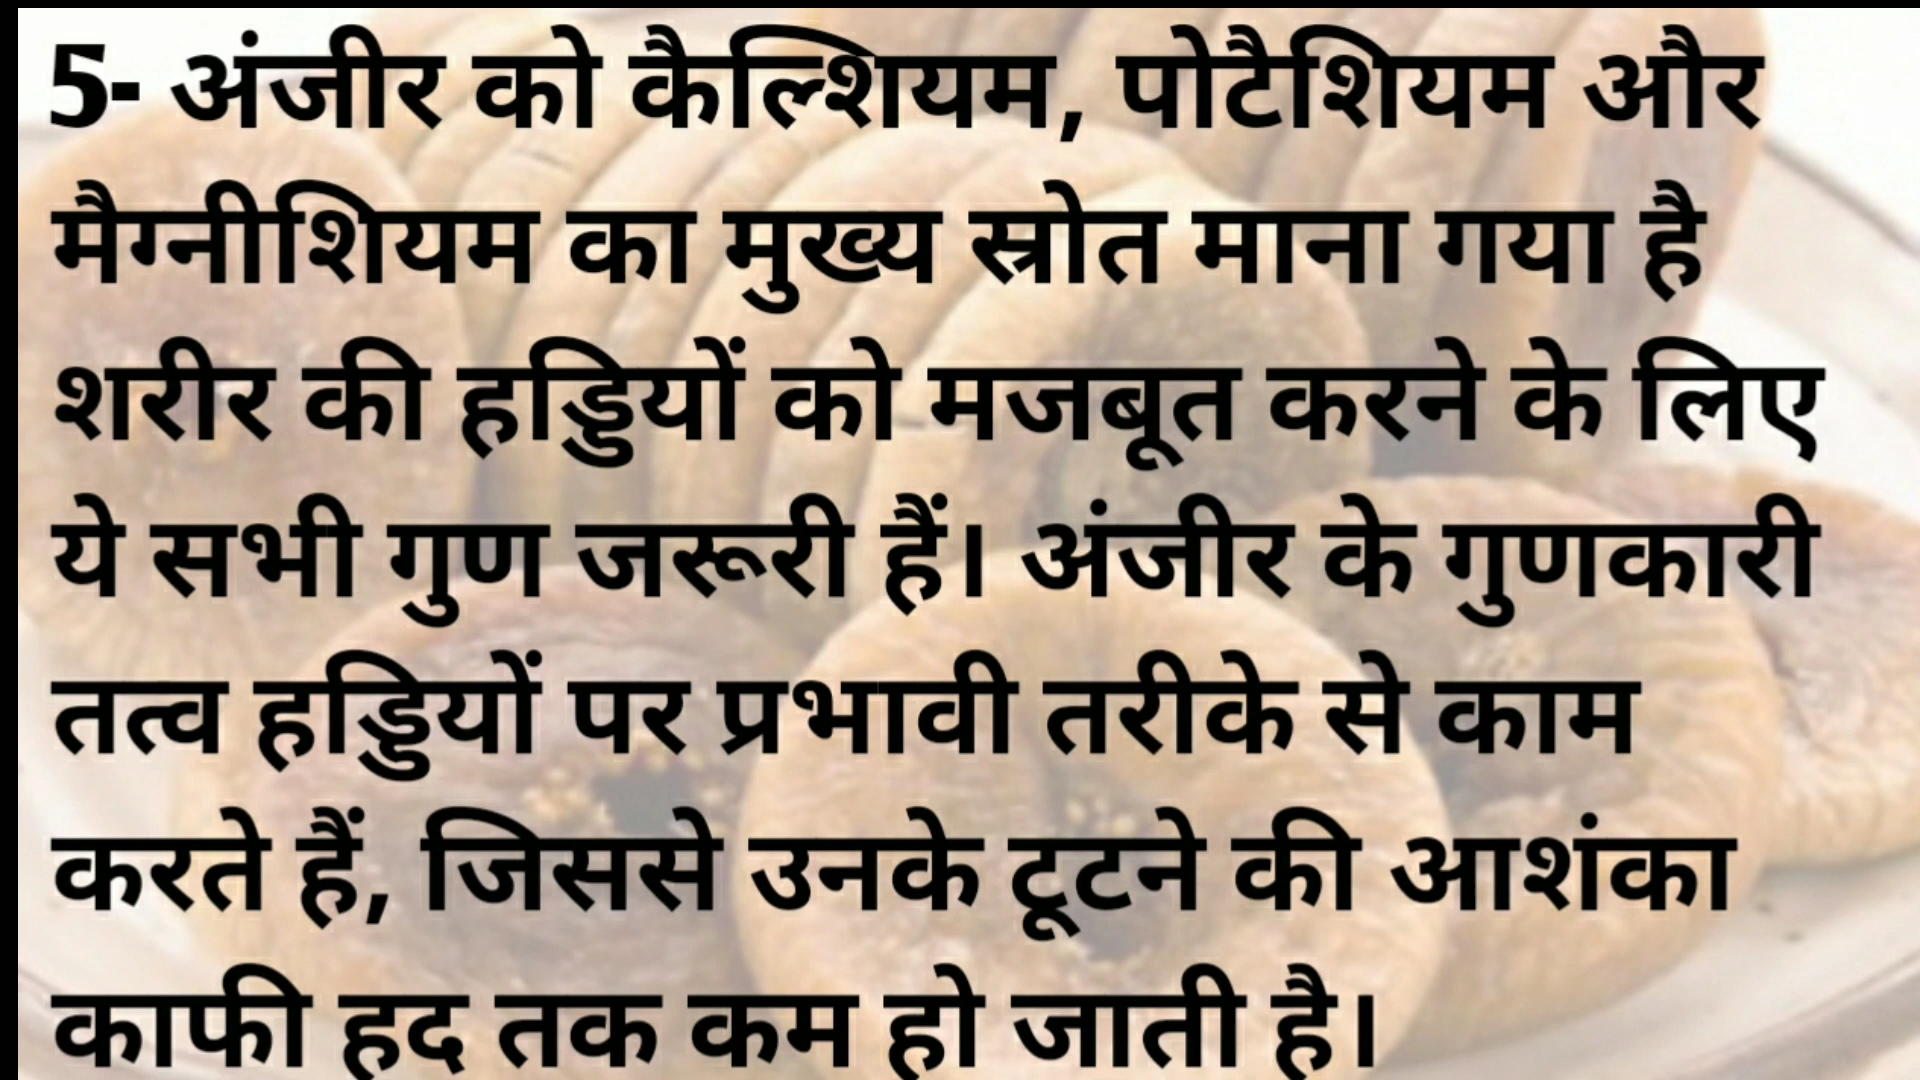 5- अंजीर को कैल्शियम, पोटैशियम और
मैग्नीशियम का मुख्य स्रोत माना गया है
शरीर की हड्डियों को मजबूत करने के लिए
ये सभी गुण जरूरी हैं। अंजीर के गुणकारी
तत्व हड्डियों पर प्रभावी तरीके से काम
करते हैं, जिससे उनके टूटने की आशंका
काफी हद तक कम हो जाती है।